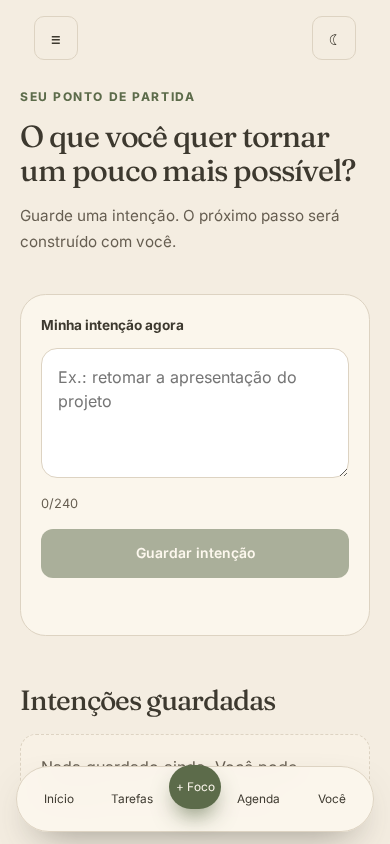 SEU PONTO DE PARTIDA
O que você quer tornar
um pouco mais possível?
Guarde uma intenção. O próximo passo será
construído com você.
Minha intenção agora
Ex.: retomar a apresentação do
projeto
0/240
Guardar intenção
Intenções guardadas
Nada guardado ainda. Você pode
Início
Tarefas
+ Foco
Agenda
Você